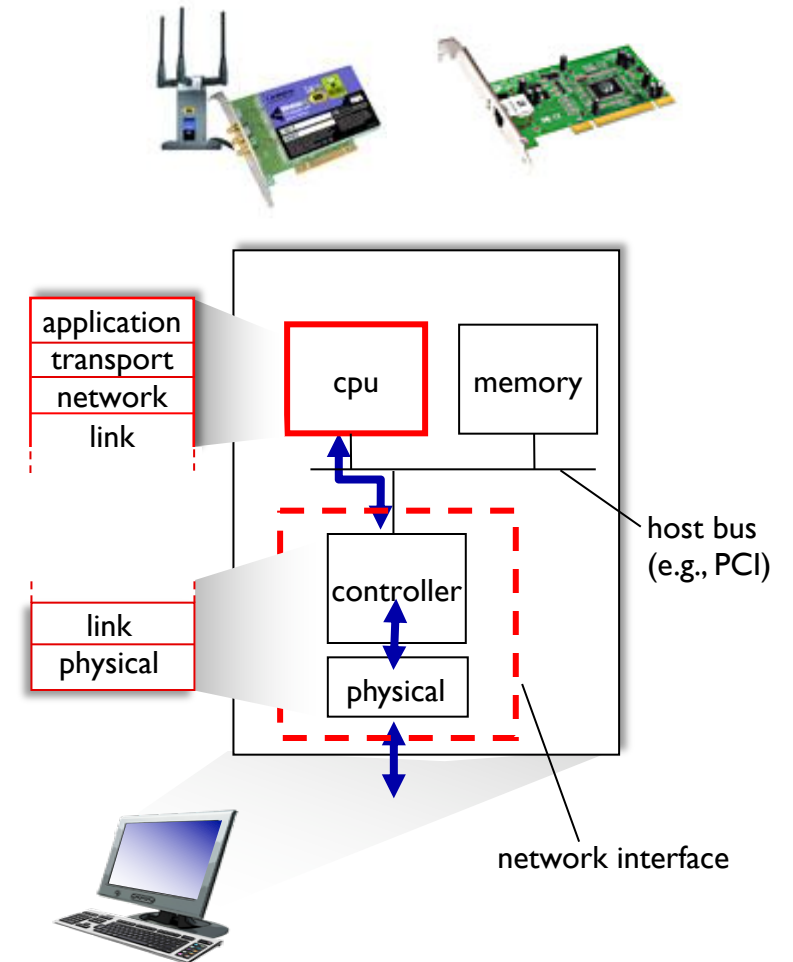 application
transport
network
link
cpu
memory
host bus
(e.g., PCI)
controller
link
physical
physical
network interface